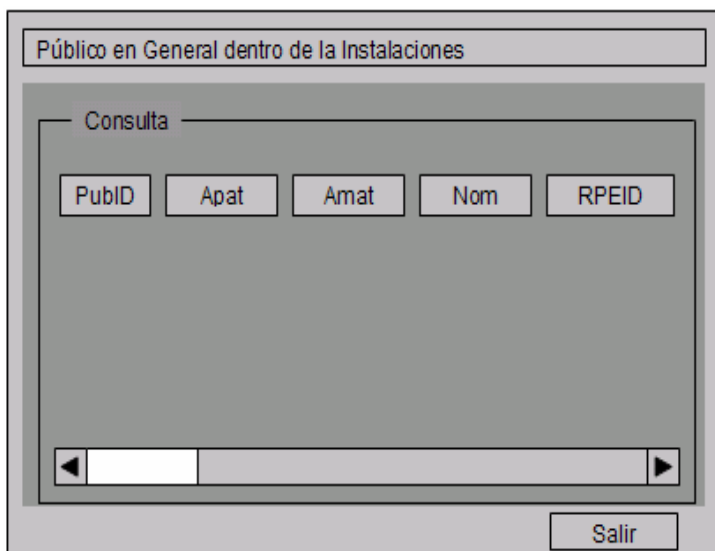 Público en General dentro de la Instalaciones
Consulta
PubID Apat Amat Nom RPEID
Salir